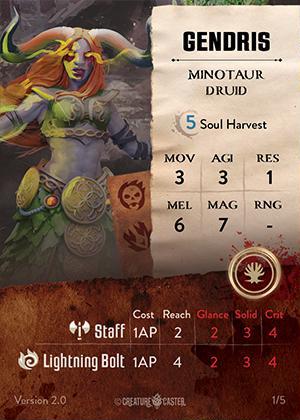 GENDRIS
MINOTAUR
DRUID
5 Soul Harvest
MOV AGI RES
3 3 1
MEL MAG RNG
6 7 -
Cost Reach Glance Solid Crit
Staff 1AP 2 2 3 4
Lightning Bolt 1AP 4 2 3 4
Version 2.0 © CREATURE CASTER 1/5